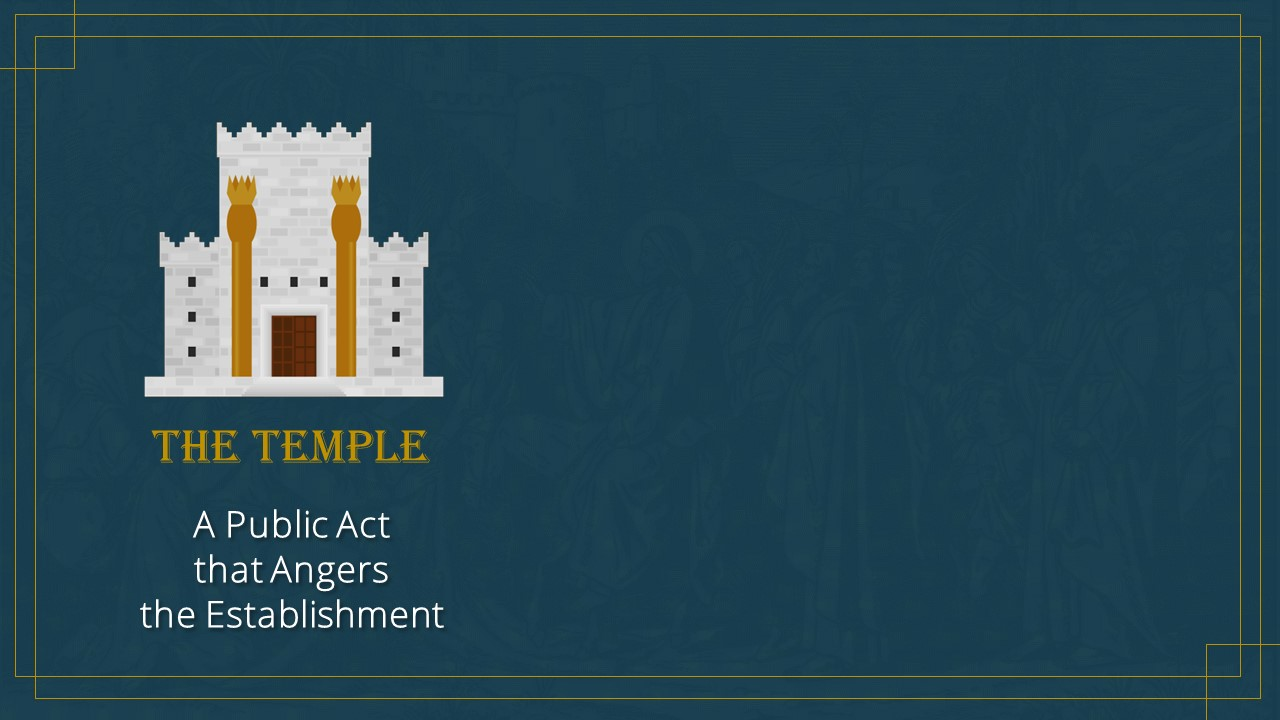 THE TEMPLE
A Public Act
that Angers
the Establishment